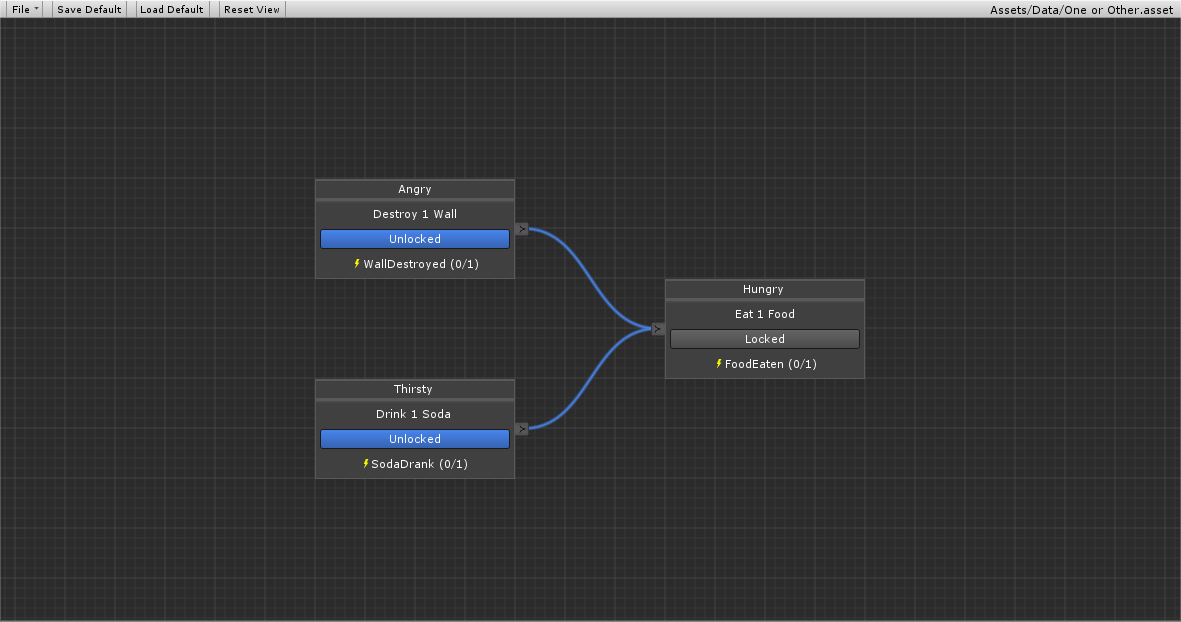 File Save Default Load Default Reset View Assets/Data/One or Other.asset
Angry
Destroy 1 Wall
Unlocked
WallDestroyed (0/1)
Hungry
Eat 1 Food
Locked
FoodEaten (0/1)
Thirsty
Drink 1 Soda
Unlocked
SodaDrank (0/1)